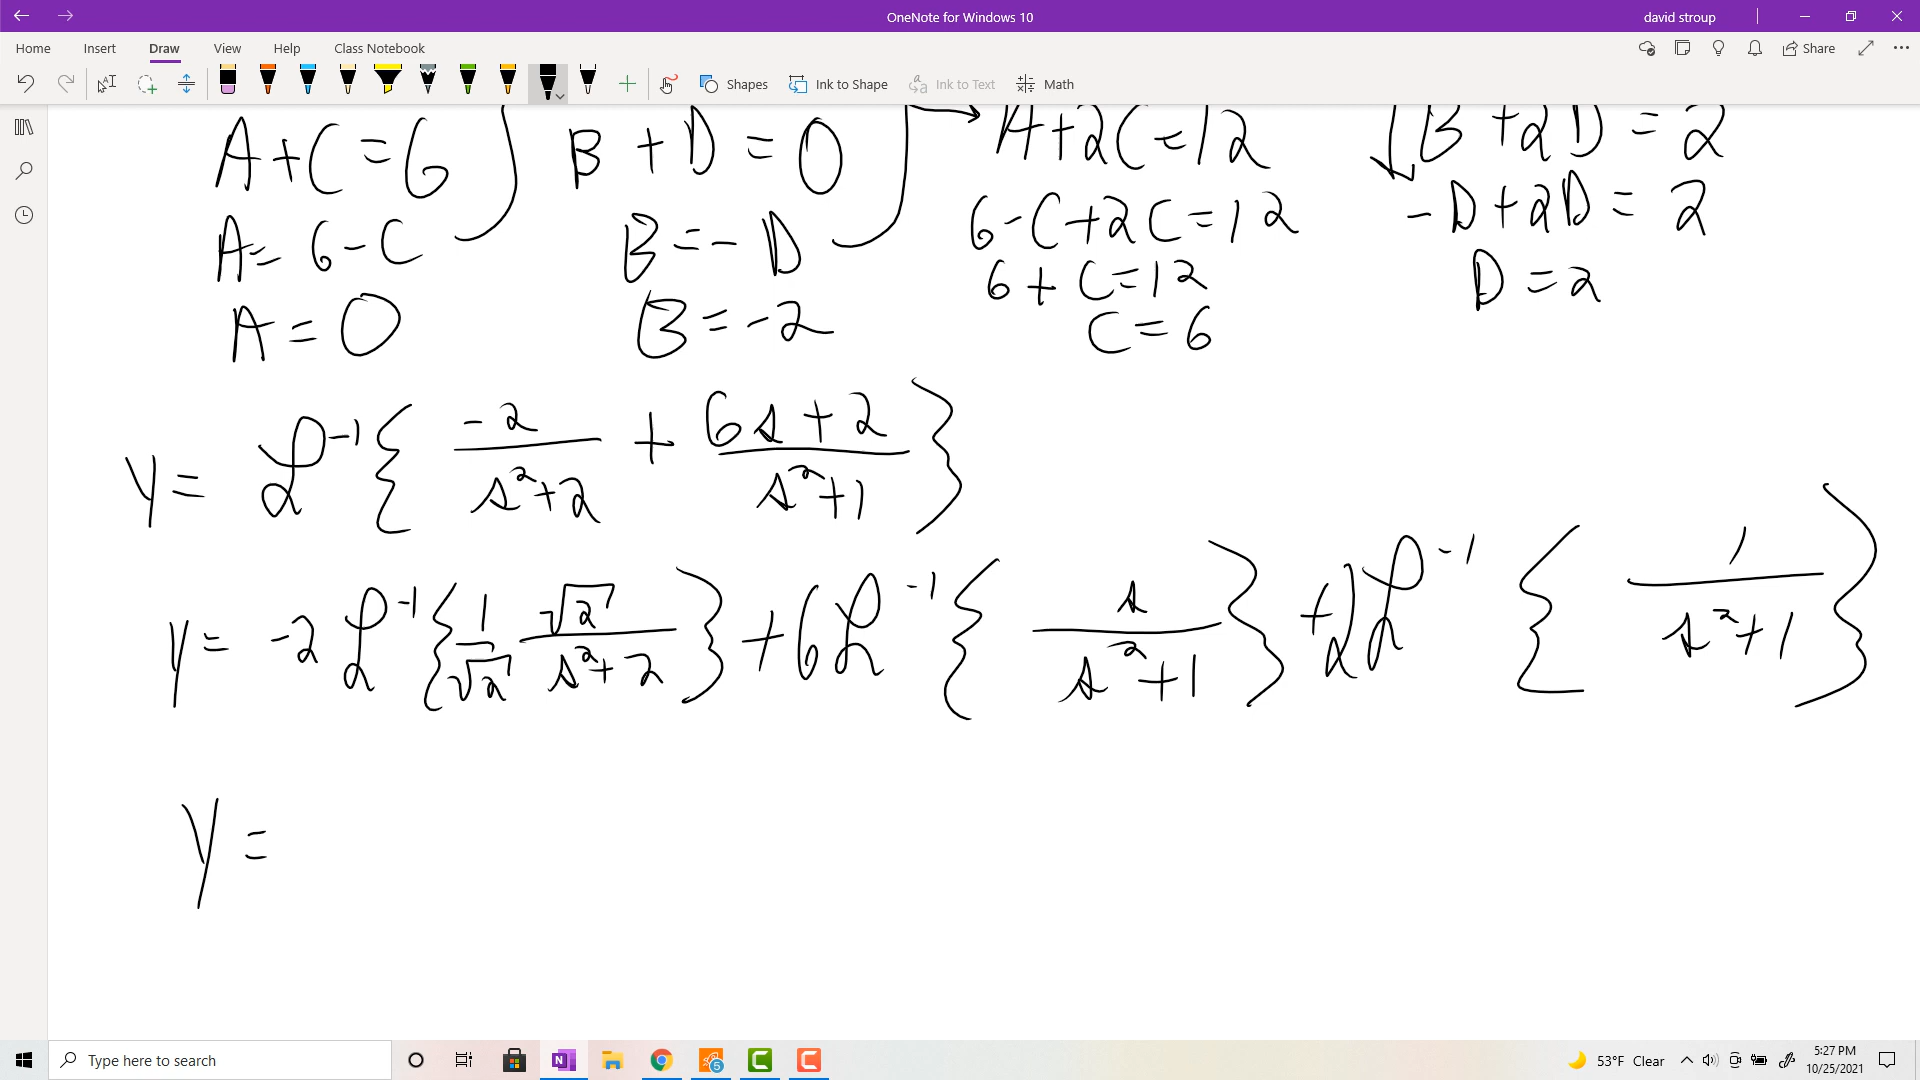 OneNote for Windows 10
david stroup
Home Insert Draw View Help Class Notebook
Share
Shapes Ink to Shape Ink to Text Math
A+C=6 B+D=0 A+2C=12 B+2D=2
A=6-C B=-D 6-C+2C=12 -D+2D=2
6+C=12 D=2
A=0 B=-2 C=6
y= ℒ⁻¹{ -2/(s²+2) + (6s+2)/(s²+1) }
y= -2ℒ⁻¹{ 1/√2 √2/(s²+2) } +6ℒ⁻¹{ s/(s²+1) } +2ℒ⁻¹{ 1/(s²+1) }
y=
Type here to search
N
5
C
C
53°F Clear
5:27 PM
10/25/2021